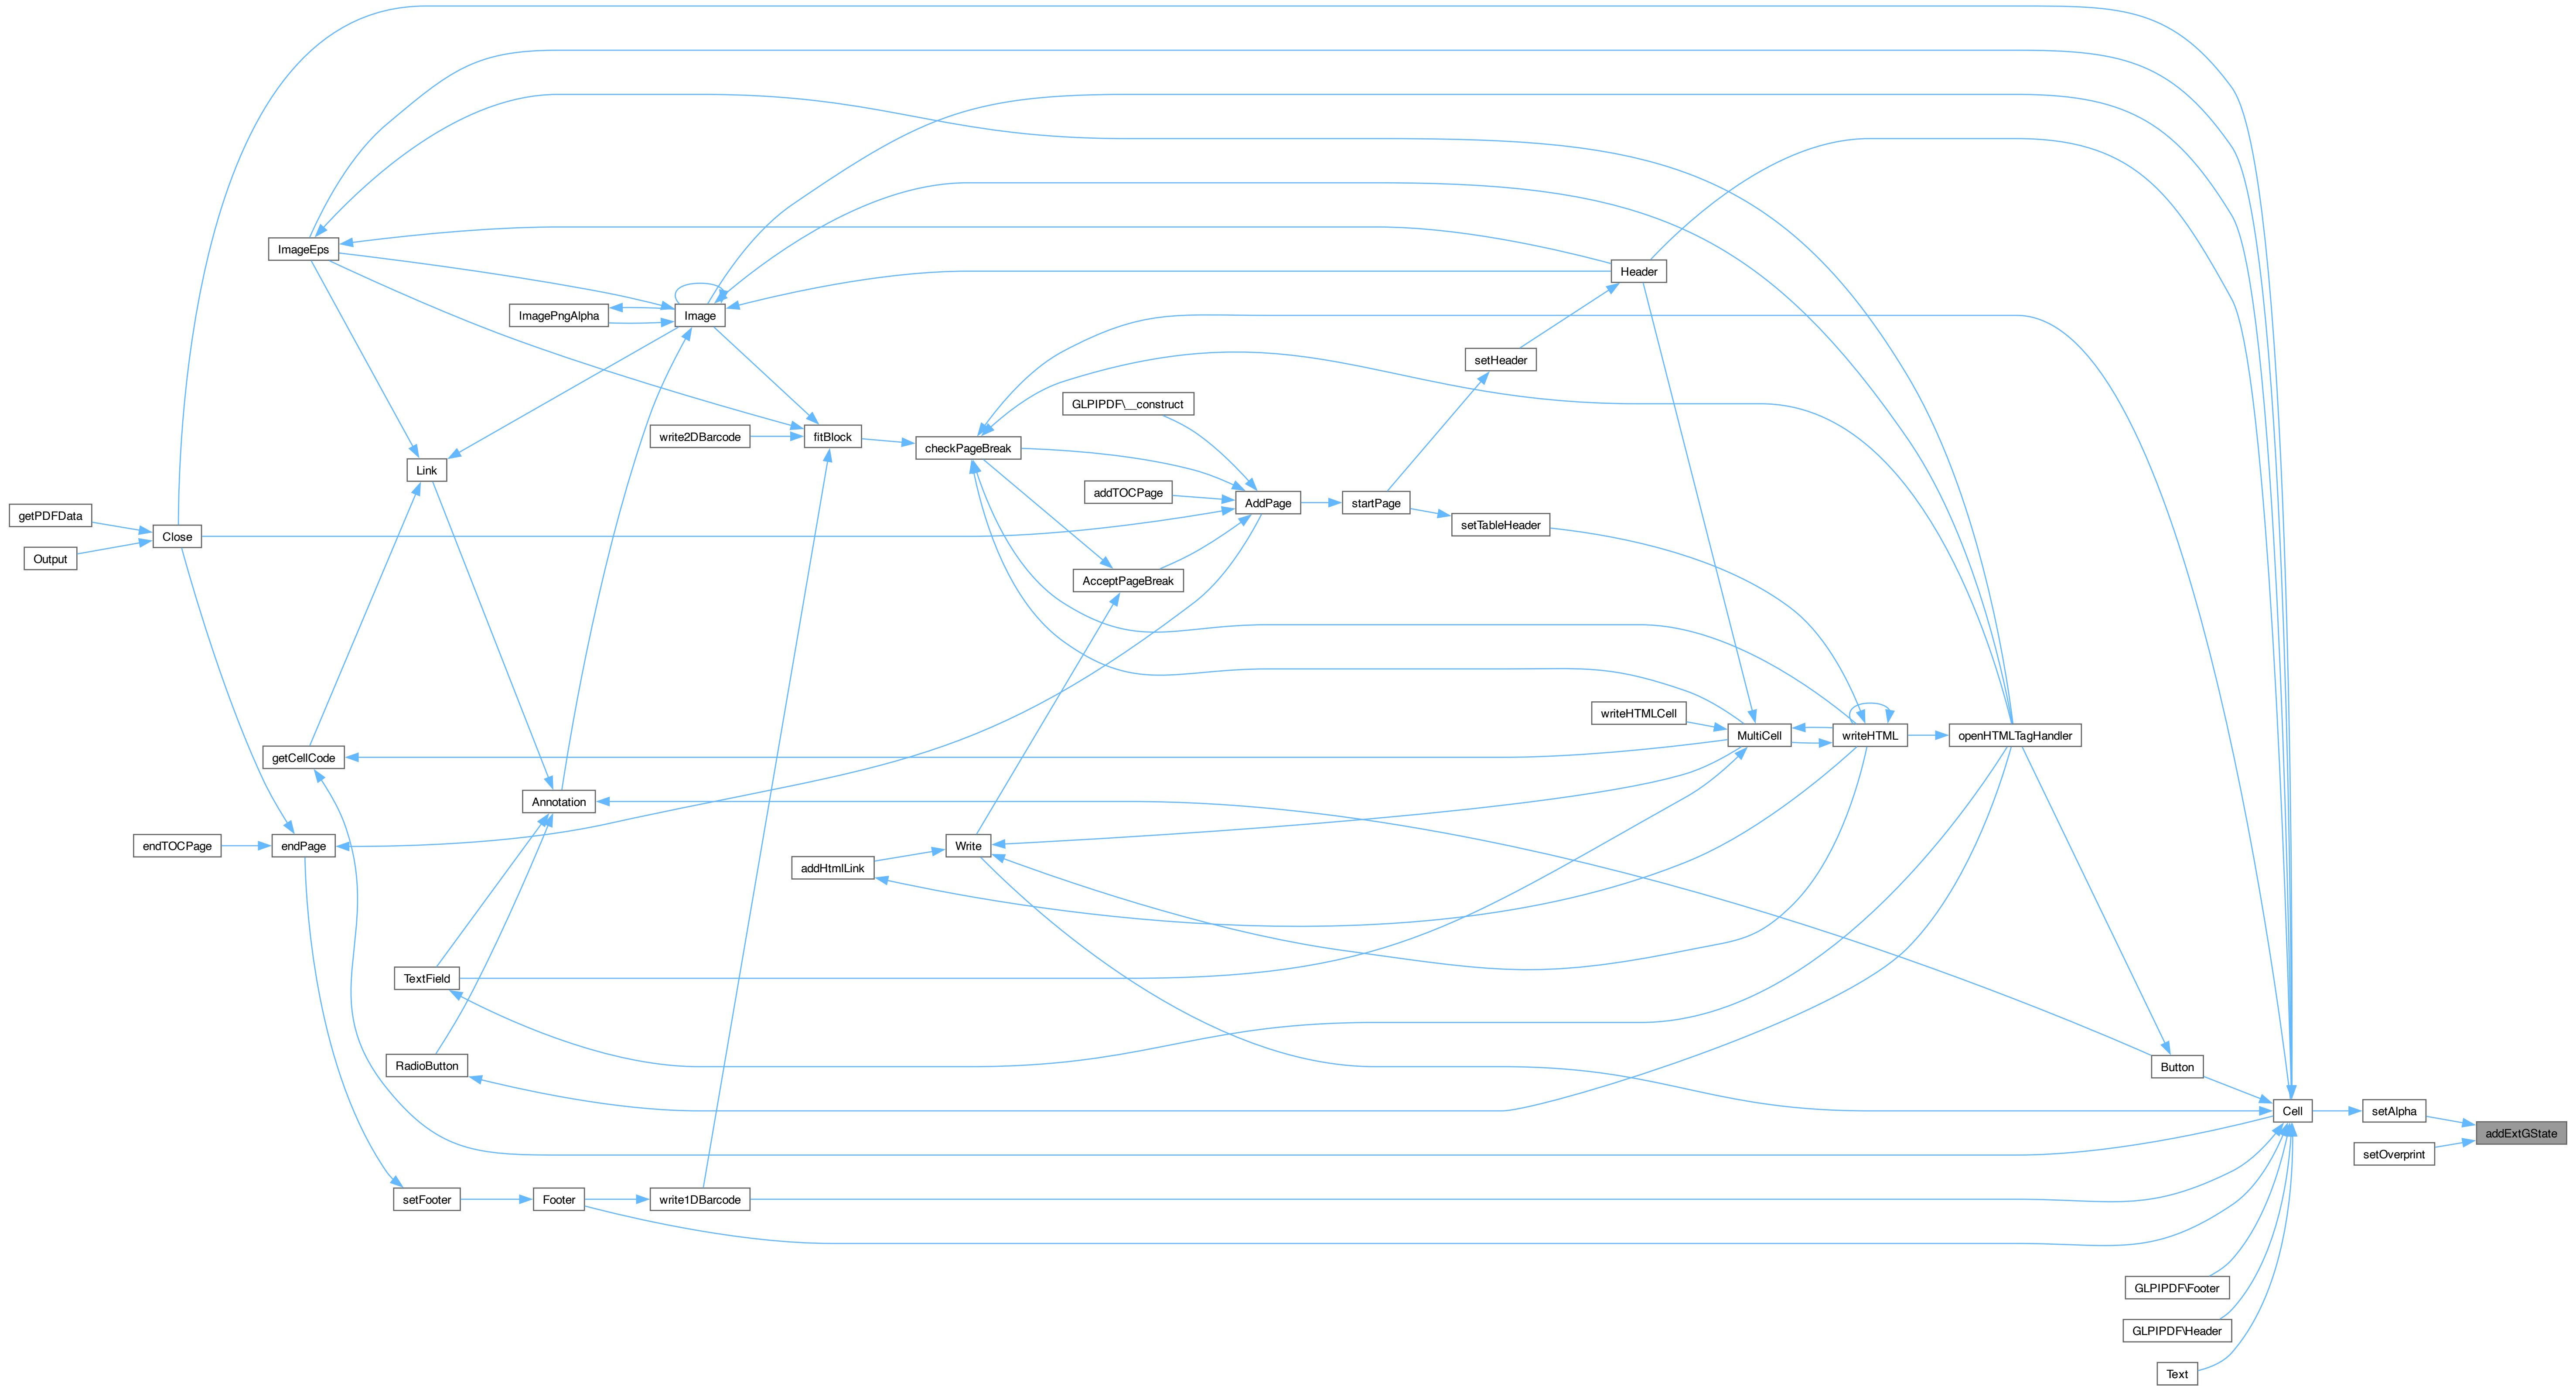 ImageEps
Header
ImagePngAlpha
Image
setHeader
GLPIPDF\__construct
write2DBarcode
fitBlock
checkPageBreak
Link
addTOCPage
AddPage
startPage
getPDFData
setTableHeader
Close
Output
AcceptPageBreak
writeHTMLCell
MultiCell
writeHTML
openHTMLTagHandler
getCellCode
Annotation
endTOCPage
endPage
Write
addHtmlLink
TextField
RadioButton
Button
Cell
setAlpha
addExtGState
setOverprint
setFooter
Footer
write1DBarcode
GLPIPDF\Footer
GLPIPDF\Header
Text